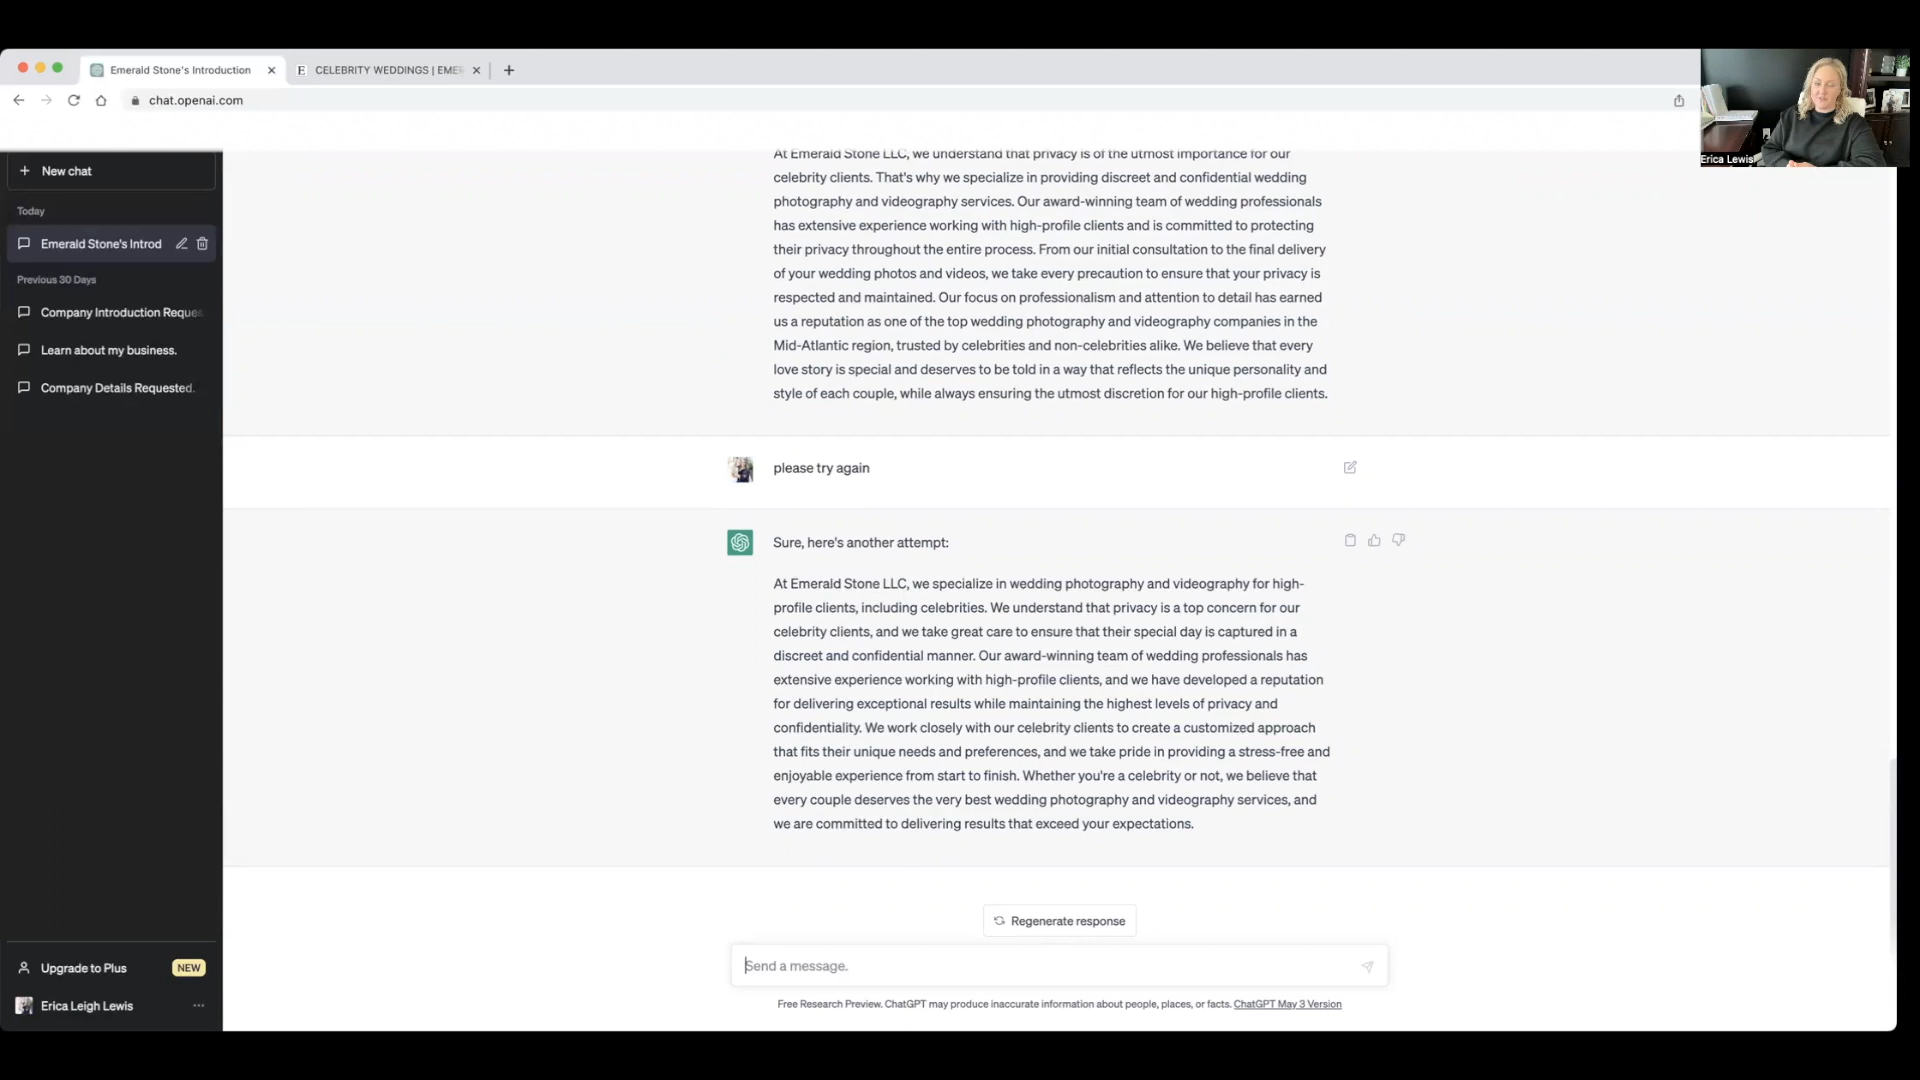 Emerald Stone's Introduction
E CELEBRITY WEDDINGS | EME
chat.openai.com
Erica Lewis
+ New chat
Today
Emerald Stone's Introd
Previous 30 Days
Company Introduction Reques
Learn about my business.
Company Details Requested.
Upgrade to Plus NEW
Erica Leigh Lewis
At Emerald Stone LLC, we understand that privacy is of the utmost importance for our
celebrity clients. That's why we specialize in providing discreet and confidential wedding
photography and videography services. Our award-winning team of wedding professionals
has extensive experience working with high-profile clients and is committed to protecting
their privacy throughout the entire process. From our initial consultation to the final delivery
of your wedding photos and videos, we take every precaution to ensure that your privacy is
respected and maintained. Our focus on professionalism and attention to detail has earned
us a reputation as one of the top wedding photography and videography companies in the
Mid-Atlantic region, trusted by celebrities and non-celebrities alike. We believe that every
love story is special and deserves to be told in a way that reflects the unique personality and
style of each couple, while always ensuring the utmost discretion for our high-profile clients.
please try again
Sure, here's another attempt:
At Emerald Stone LLC, we specialize in wedding photography and videography for high-
profile clients, including celebrities. We understand that privacy is a top concern for our
celebrity clients, and we take great care to ensure that their special day is captured in a
discreet and confidential manner. Our award-winning team of wedding professionals has
extensive experience working with high-profile clients, and we have developed a reputation
for delivering exceptional results while maintaining the highest levels of privacy and
confidentiality. We work closely with our celebrity clients to create a customized approach
that fits their unique needs and preferences, and we take pride in providing a stress-free and
enjoyable experience from start to finish. Whether you're a celebrity or not, we believe that
every couple deserves the very best wedding photography and videography services, and
we are committed to delivering results that exceed your expectations.
Regenerate response
Send a message.
Free Research Preview. ChatGPT may produce inaccurate information about people, places, or facts. ChatGPT May 3 Version